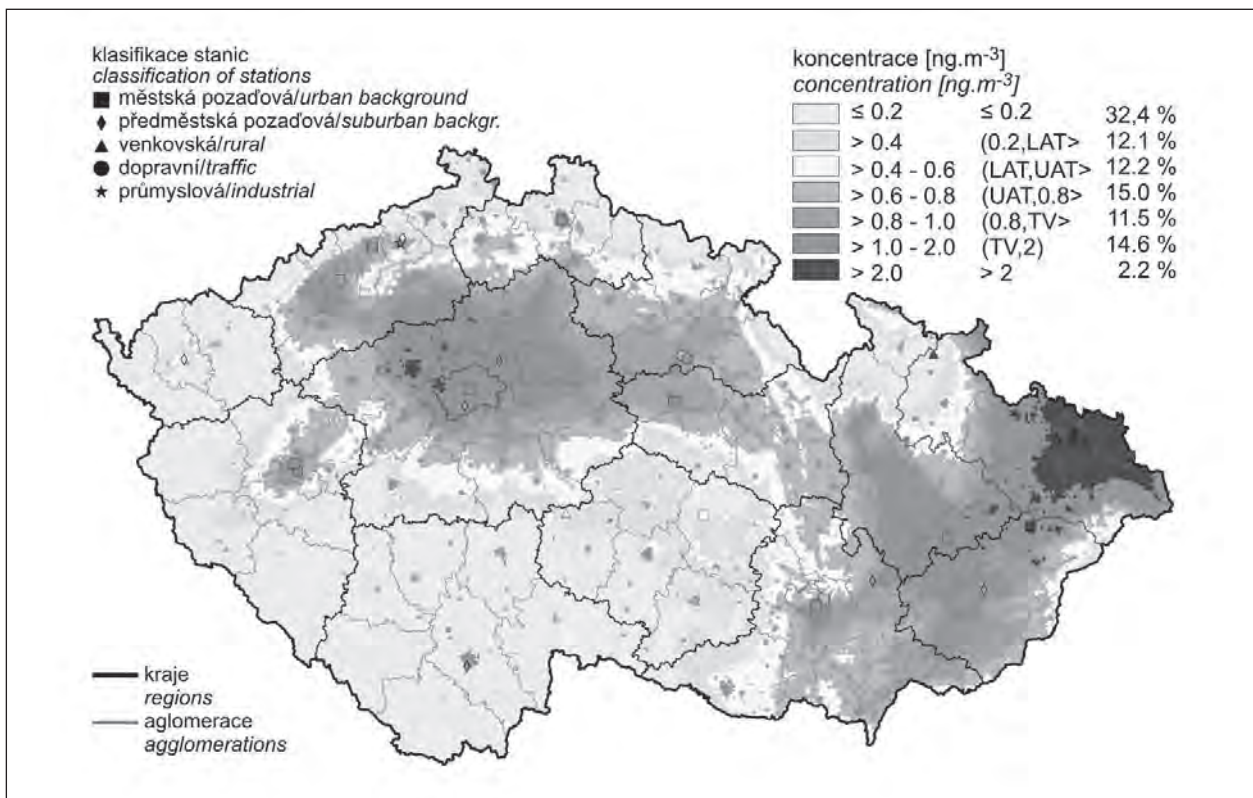 klasifikace stanic
classification of stations
městská pozaďová/urban background
předměstská pozaďová/suburban backgr.
venkovská/rural
dopravní/traffic
průmyslová/industrial
koncentrace [ng.m-3]
concentration [ng.m-3]
≤ 0.2 ≤ 0.2 32,4 %
> 0.4 (0.2,LAT> 12.1 %
> 0.4 - 0.6 (LAT,UAT> 12.2 %
> 0.6 - 0.8 (UAT,0.8> 15.0 %
> 0.8 - 1.0 (0.8,TV> 11.5 %
> 1.0 - 2.0 (TV,2) 14.6 %
> 2.0 > 2 2.2 %
kraje
regions
aglomerace
agglomerations